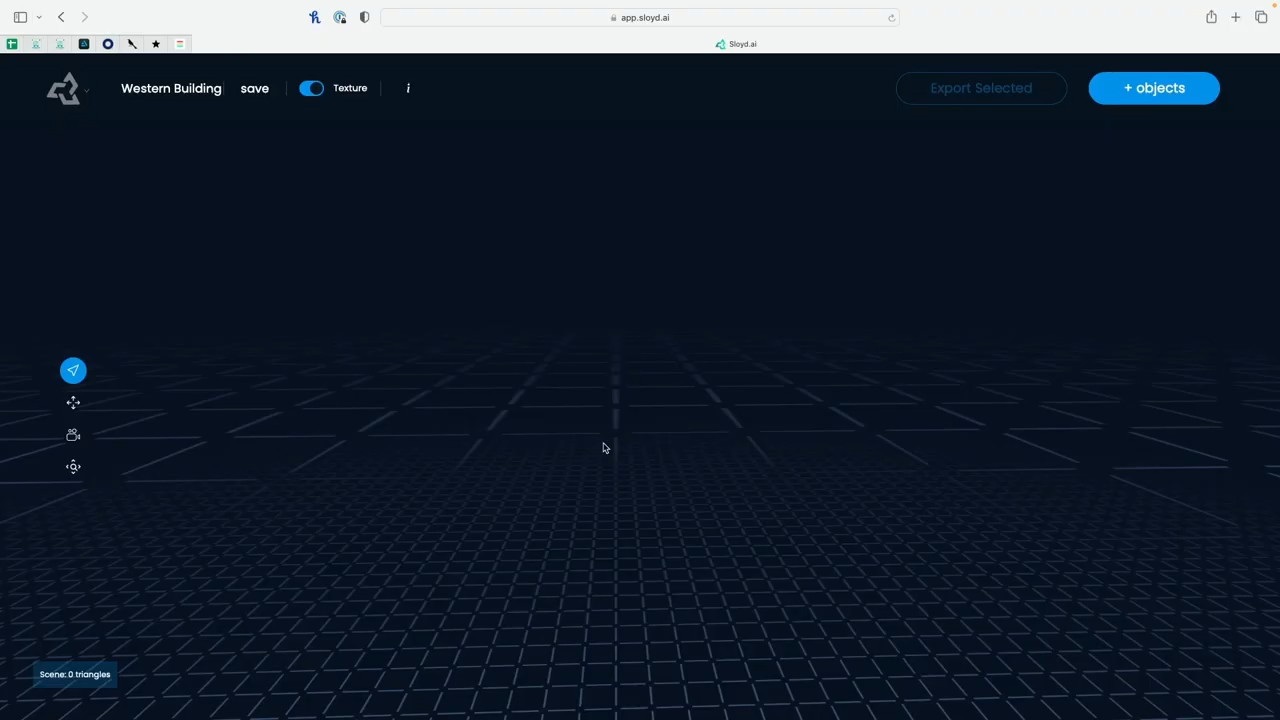 app.sloyd.ai
Sloyd.ai
Western Building
save
Texture
i
Export Selected
+ objects
Scene: 0 triangles